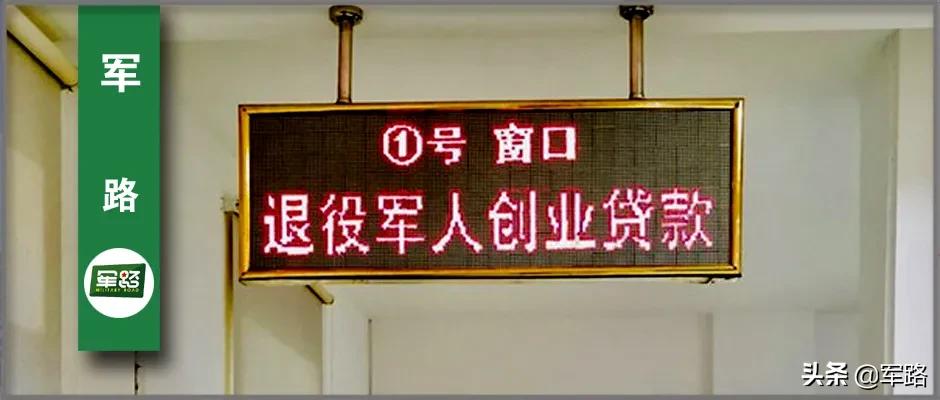 军
路
军路
MILITARY ROAD
①号 窗口
退役军人创业贷款
头条 @军路